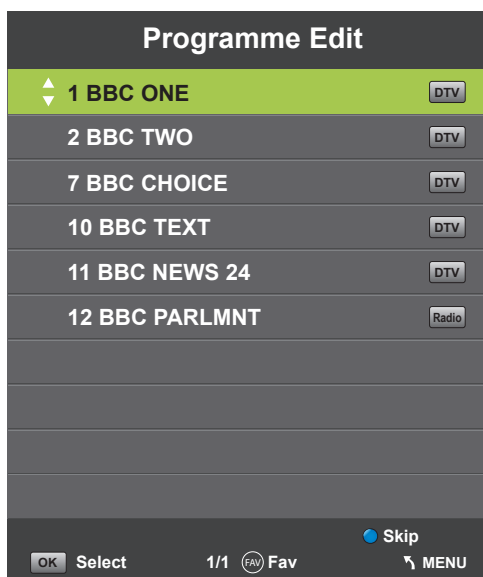 Programme Edit
1 BBC ONE DTV
2 BBC TWO DTV
7 BBC CHOICE DTV
10 BBC TEXT DTV
11 BBC NEWS 24 DTV
12 BBC PARLMNT Radio
Skip
OK Select 1/1 FAV Fav MENU